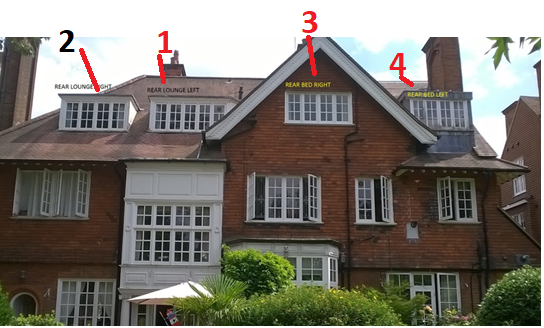 2
1
3
4
REAR LOUNGE RIGHT
REAR LOUNGE LEFT
REAR BED RIGHT
REAR BED LEFT